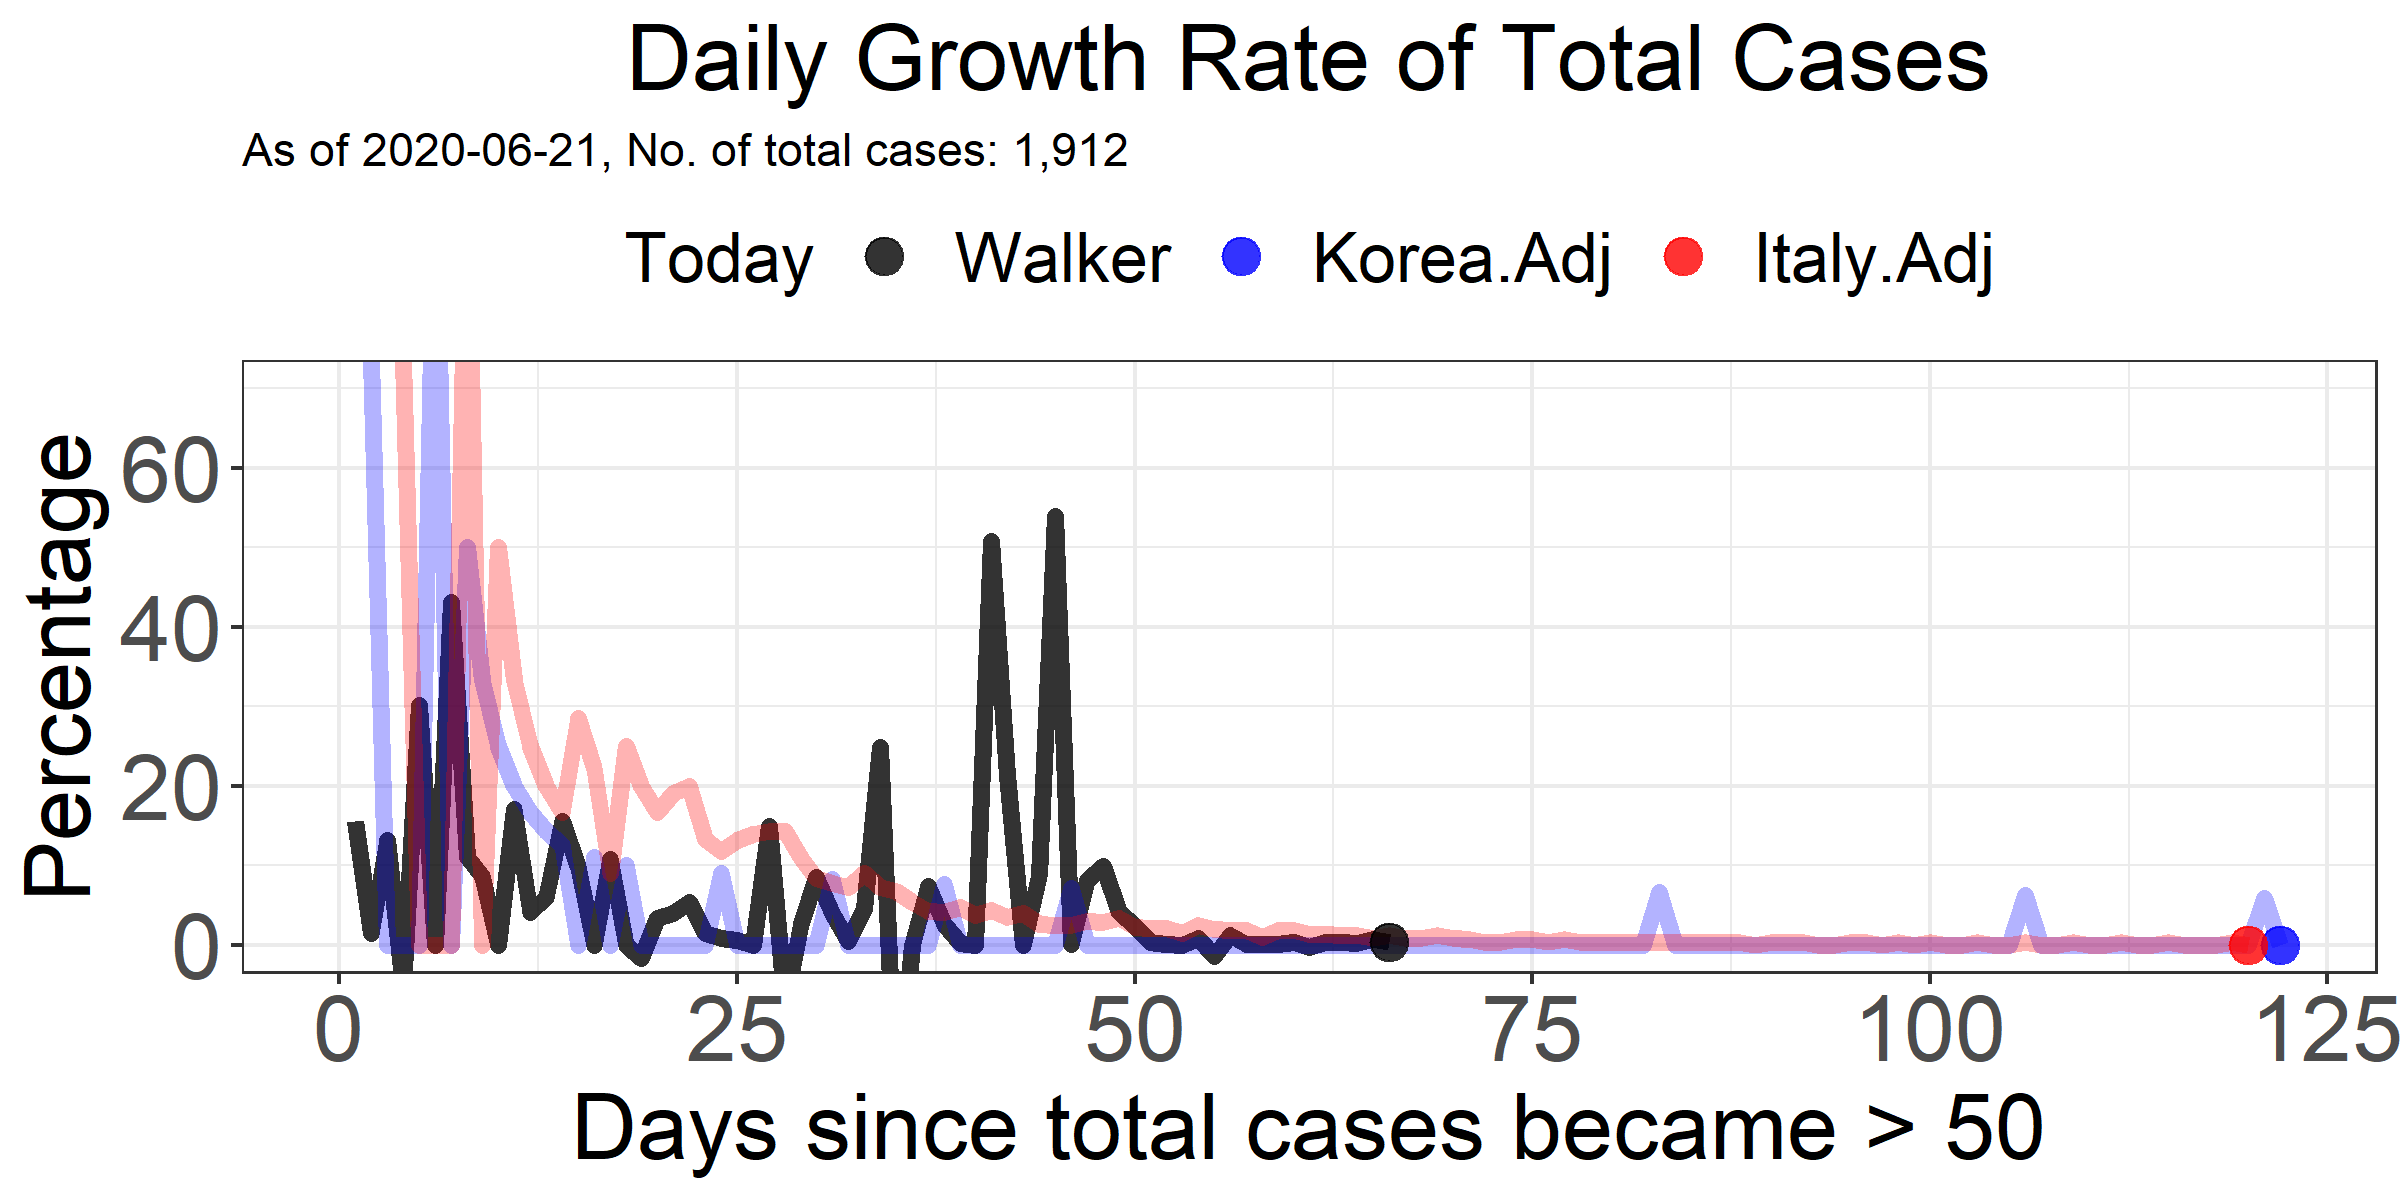 Daily Growth Rate of Total Cases
As of 2020-06-21, No. of total cases: 1,912
Today Walker Korea.Adj Italy.Adj
Percentage
60
40
20
0
0 25 50 75 100 125
Days since total cases became > 50